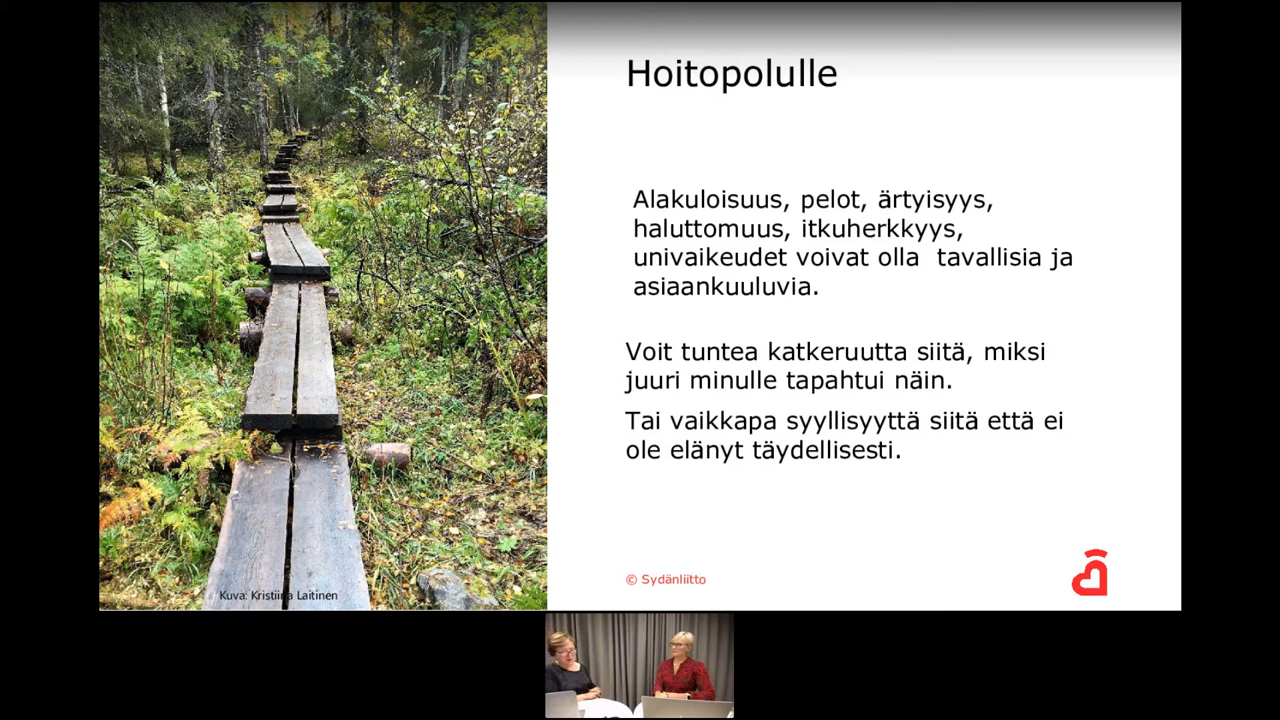 Hoitopolulle
Alakuloisuus, pelot, ärtyisyys,
haluttomuus, itkuherkkyys,
univaikeudet voivat olla  tavallisia ja
asiaankuuluvia.
Voit tuntea katkeruutta siitä, miksi
juuri minulle tapahtui näin.
Tai vaikkapa syyllisyyttä siitä että ei
ole elänyt täydellisesti.
© Sydänliitto
Kuva: Kristiina Laitinen